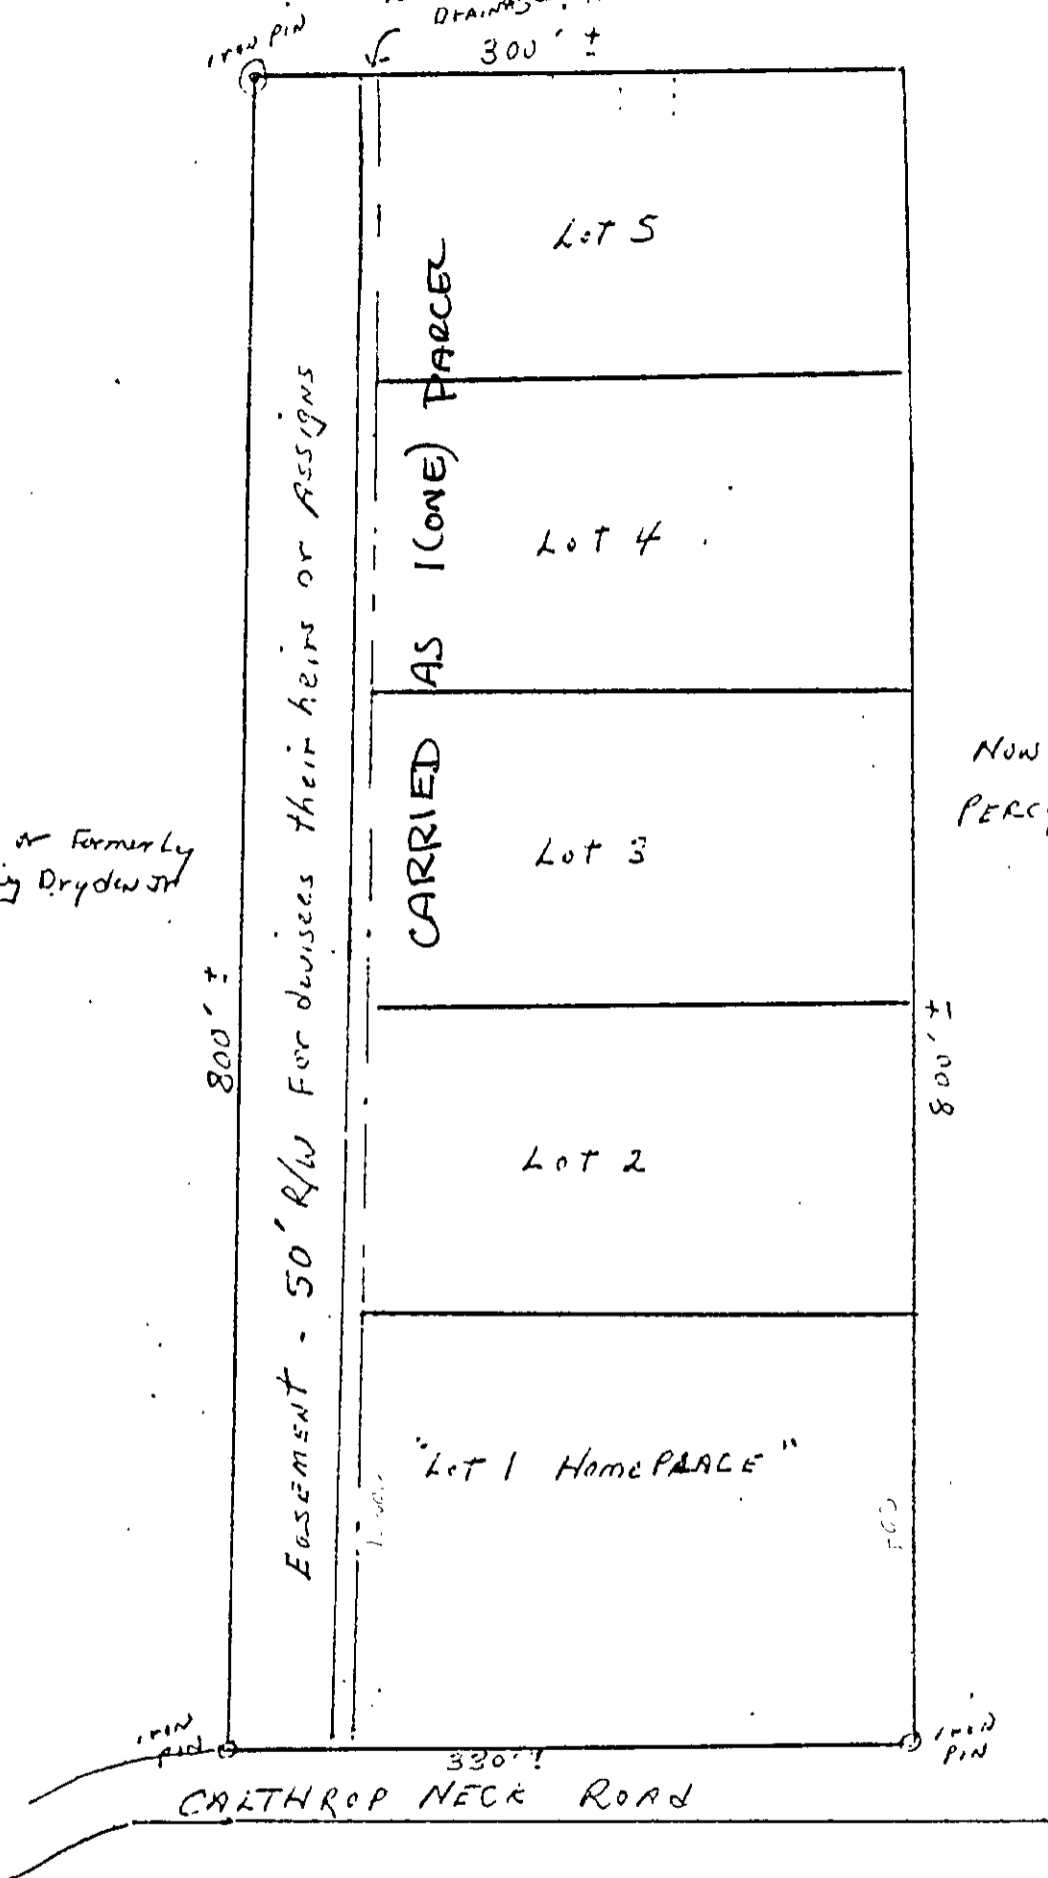 IRON PIN
300' ±
Lot 5
CARRIED AS 1(ONE) PARCEL
Lot 4
Easement - 50' R/W For devisees their heirs or Assigns
Now
Lot 3
or Formerly
Dryden Jr
800' ±
800' ±
Lot 2
"Lot 1 HomePLACE"
IRON
PIN
IRON
PIN
330'
CALTHROP NECK ROAD